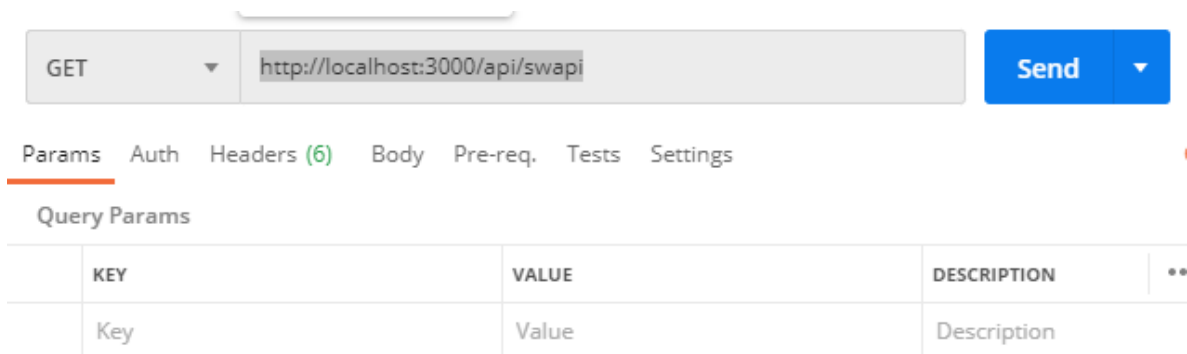 GET http://localhost:3000/api/swapi Send
Params Auth Headers (6) Body Pre-req. Tests Settings
Query Params
KEY VALUE DESCRIPTION
Key Value Description